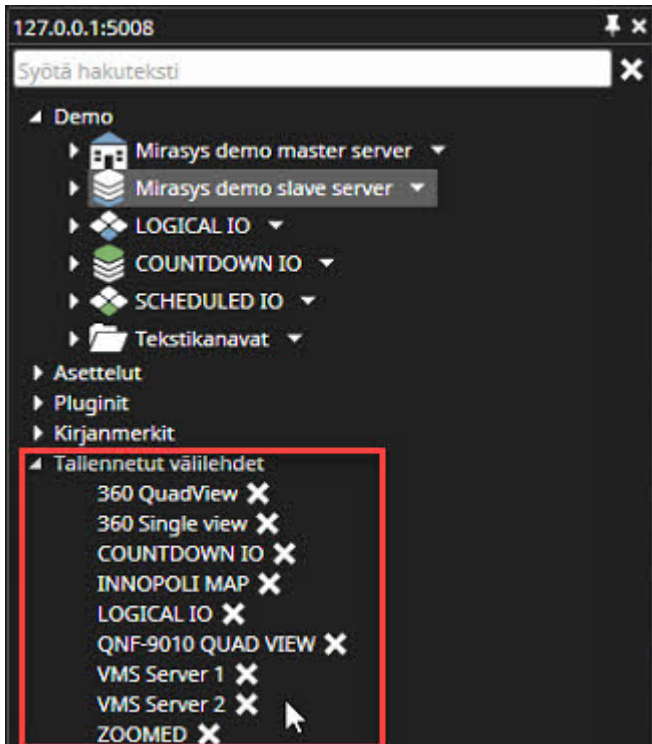 127.0.0.1:5008
Syötä hakuteksti
Demo
Mirasys demo master server
Mirasys demo slave server
LOGICAL IO
COUNTDOWN IO
SCHEDULED IO
Tekstikanavat
Asettelut
Pluginit
Kirjanmerkit
Tallennetut välilehdet
360 QuadView
360 Single view
COUNTDOWN IO
INNOPOLI MAP
LOGICAL IO
QNF-9010 QUAD VIEW
VMS Server 1
VMS Server 2
ZOOMED